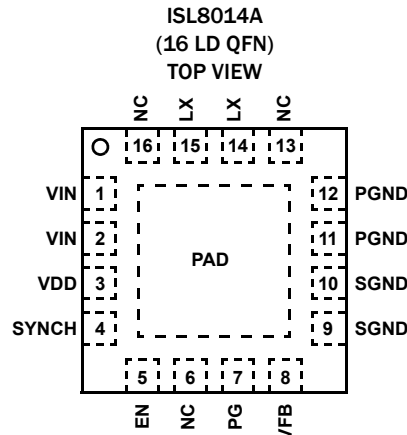 ISL8014A
(16 LD QFN)
TOP VIEW
NC LX LX NC
16 15 14 13
VIN 1 12 PGND
VIN 2 11 PGND
PAD
VDD 3 10 SGND
SYNCH 4 9 SGND
5 6 7 8
EN NC PG VFB